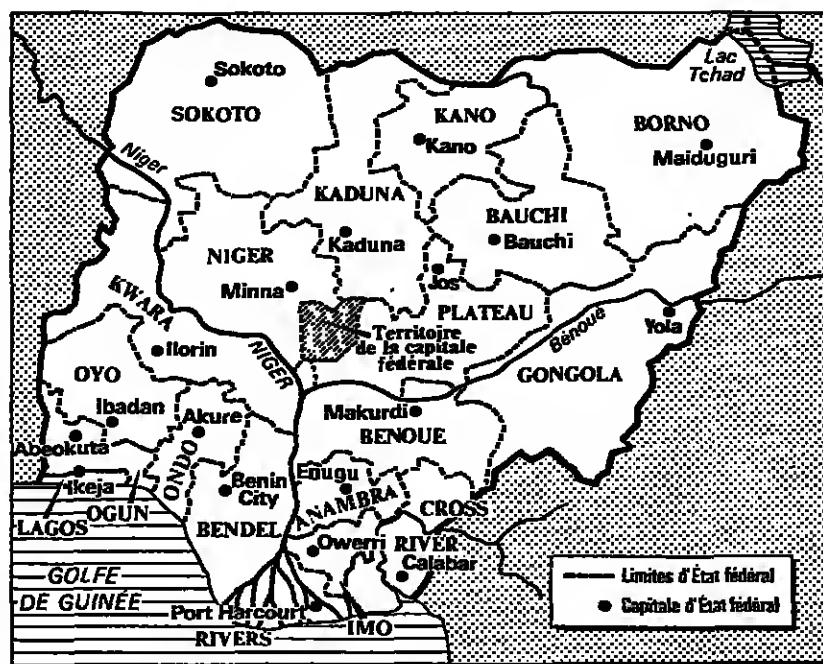 Lac
Tchad
Sokoto
SOKOTO
KANO
Kano
BORNO
Maiduguri
Niger
KADUNA
Kaduna
BAUCHI
Bauchi
NIGER
Minna
Jos
PLATEAU
KWARA
Territoire
de la capitale
fédérale
Bénoué
Yola
Ilorin
NIGER
GONGOLA
OYO
Ibadan
Akure
Makurdi
BENOUE
Abeokuta
ONDO
Enugu
Ikeja
Benin
City
ANAMBRA
CROSS
LAGOS
OGUN
BENDEL
Owerri
RIVER
Calabar
GOLFE
DE GUINÉE
Port Harcourt
RIVERS
IMO
Limites d'État fédéral
Capitale d'État fédéral